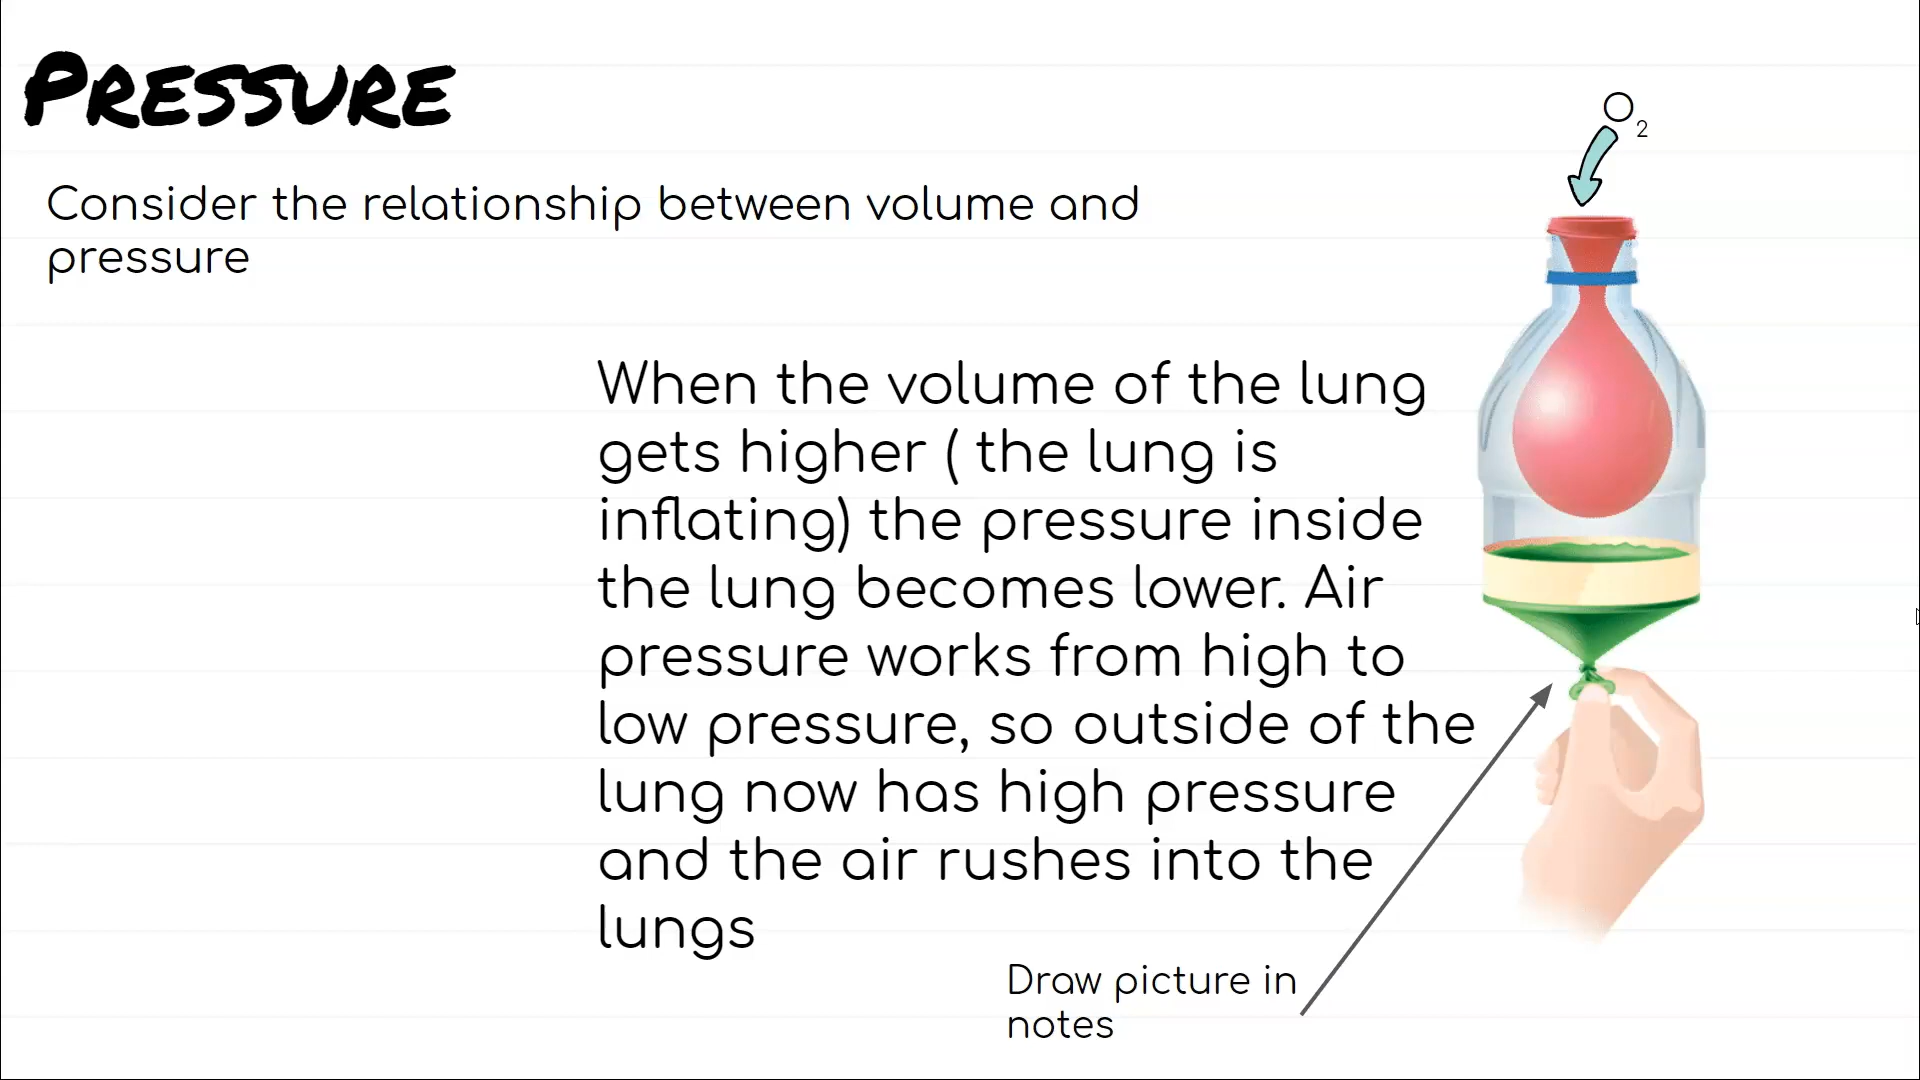 PRESSURE
Consider the relationship between volume and
pressure
O2
When the volume of the lung
gets higher ( the lung is
inflating) the pressure inside
the lung becomes lower. Air
pressure works from high to
low pressure, so outside of the
lung now has high pressure
and the air rushes into the
lungs
Draw picture in
notes